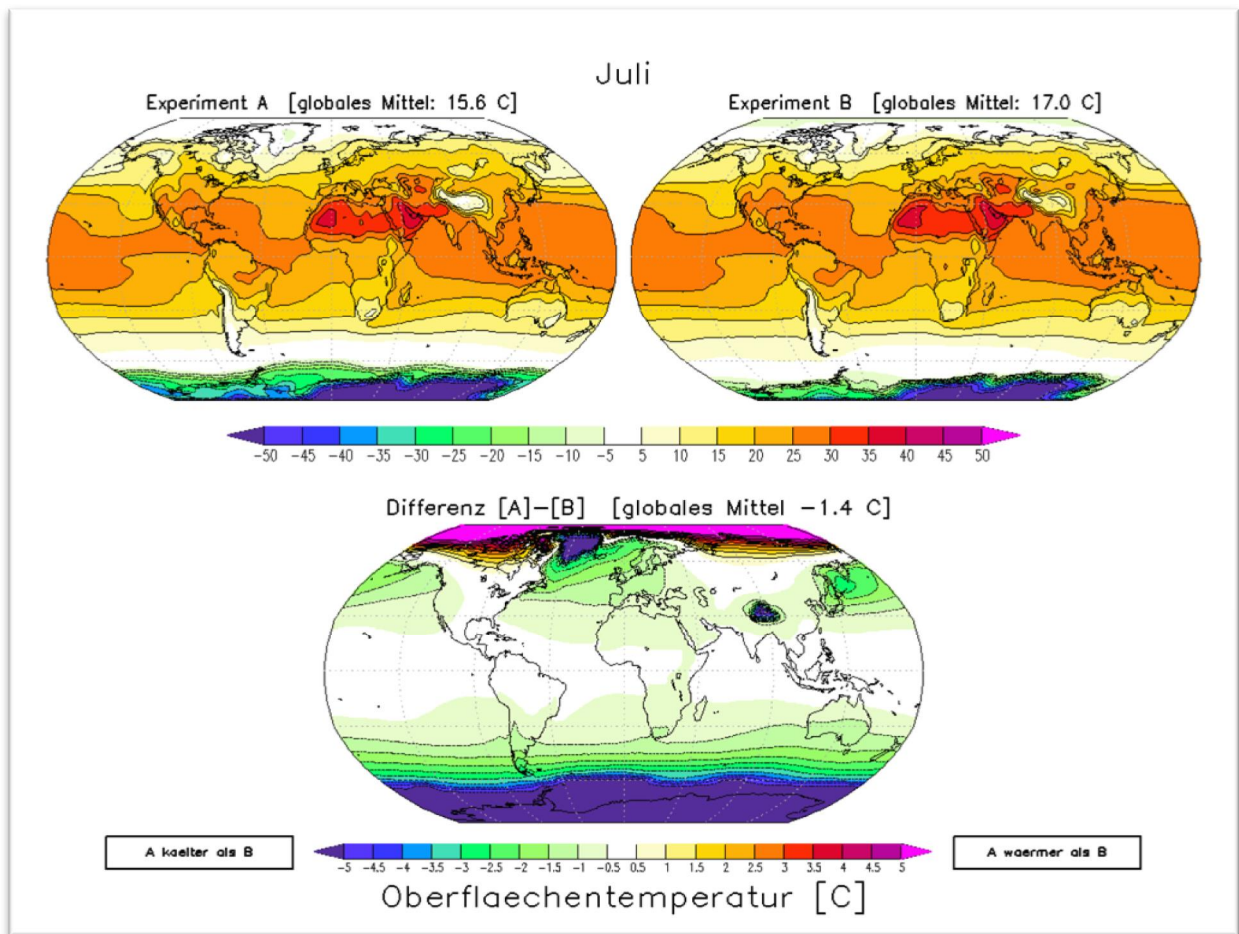 Juli
Experiment A [globales Mittel: 15.6 C]
Experiment B [globales Mittel: 17.0 C]
-50 -45 -40 -35 -30 -25 -20 -15 -10 -5 5 10 15 20 25 30 35 40 45 50
Differenz [A]-[B] [globales Mittel -1.4 C]
A kaelter als B
-5 -4.5 -4 -3.5 -3 -2.5 -2 -1.5 -1 -0.5 0.5 1 1.5 2 2.5 3 3.5 4 4.5 5
A waermer als B
Oberflaechentemperatur [C]